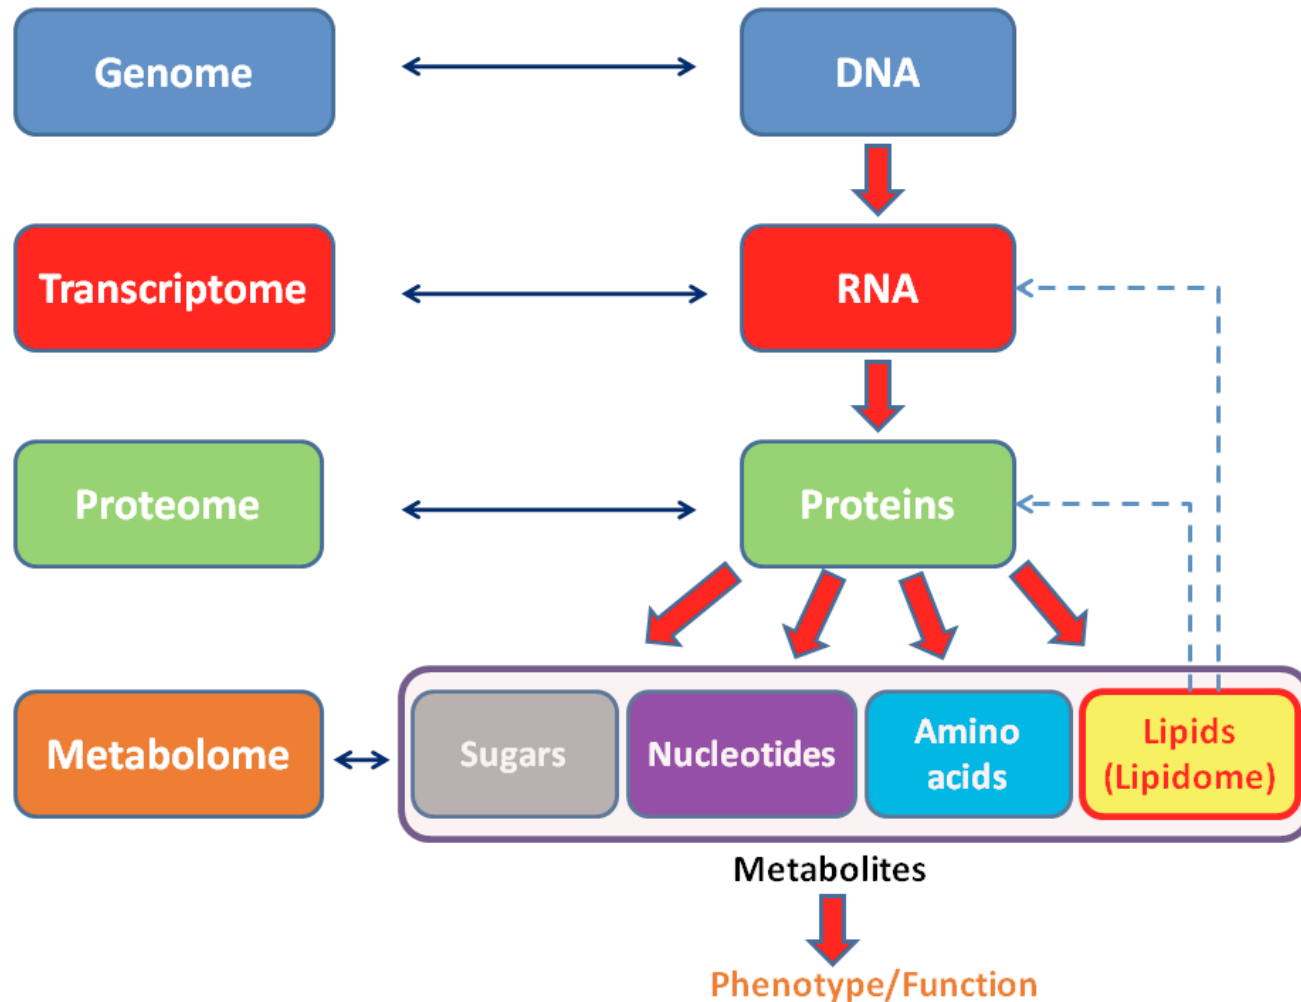 Genome
DNA
Transcriptome
RNA
Proteome
Proteins
Metabolome
Sugars
Nucleotides
Amino
acids
Lipids
(Lipidome)
Metabolites
Phenotype/Function